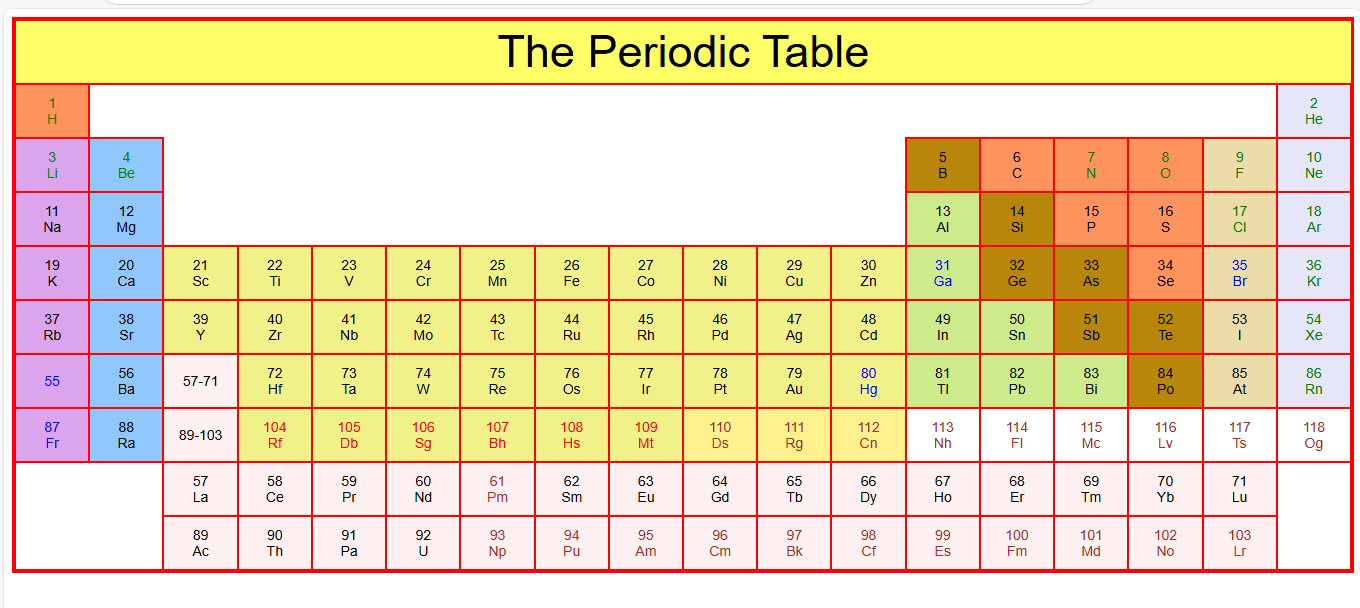 The Periodic Table
1 2
H He
3 4 5 6 7 8 9 10
Li Be B C N O F Ne
11 12 13 14 15 16 17 18
Na Mg Al Si P S Cl Ar
19 20 21 22 23 24 25 26 27 28 29 30 31 32 33 34 35 36
K Ca Sc Ti V Cr Mn Fe Co Ni Cu Zn Ga Ge As Se Br Kr
37 38 39 40 41 42 43 44 45 46 47 48 49 50 51 52 53 54
Rb Sr Y Zr Nb Mo Tc Ru Rh Pd Ag Cd In Sn Sb Te I Xe
55 56 57-71 72 73 74 75 76 77 78 79 80 81 82 83 84 85 86
Ba Hf Ta W Re Os Ir Pt Au Hg Tl Pb Bi Po At Rn
87 88 89-103 104 105 106 107 108 109 110 111 112 113 114 115 116 117 118
Fr Ra Rf Db Sg Bh Hs Mt Ds Rg Cn Nh Fl Mc Lv Ts Og
57 58 59 60 61 62 63 64 65 66 67 68 69 70 71
La Ce Pr Nd Pm Sm Eu Gd Tb Dy Ho Er Tm Yb Lu
89 90 91 92 93 94 95 96 97 98 99 100 101 102 103
Ac Th Pa U Np Pu Am Cm Bk Cf Es Fm Md No Lr